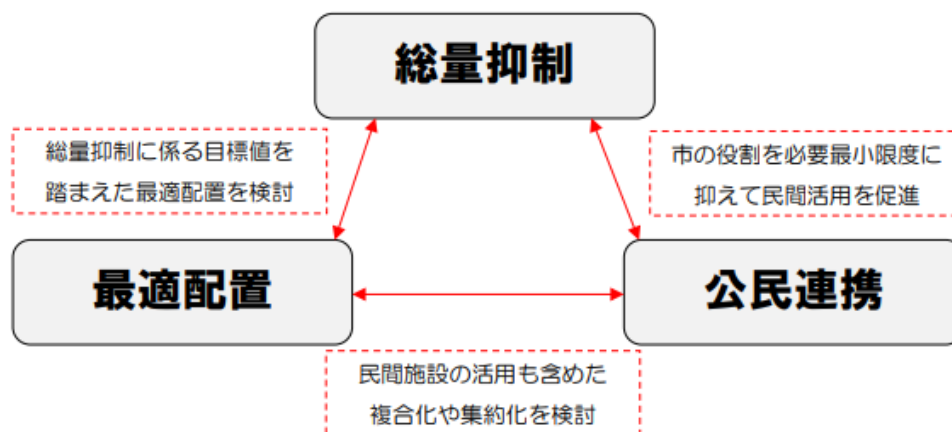 総量抑制
総量抑制に係る目標値を
踏まえた最適配置を検討
市の役割を必要最小限度に
抑えて民間活用を促進
最適配置
公民連携
民間施設の活用も含めた
複合化や集約化を検討